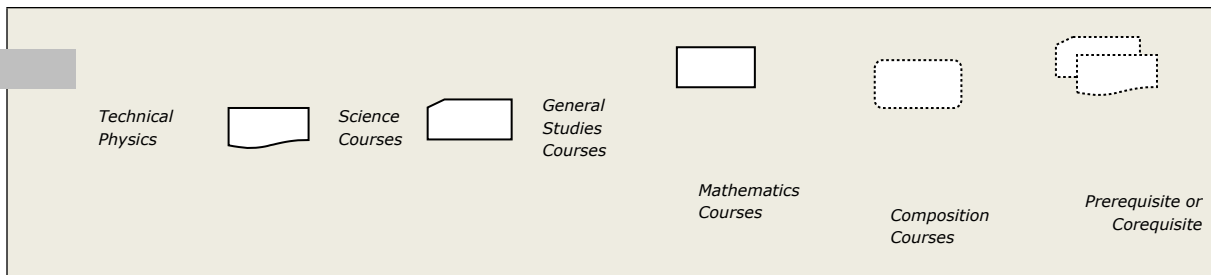 Technical
Physics
Science
Courses
General
Studies
Courses
Mathematics
Courses
Composition
Courses
Prerequisite or
Corequisite